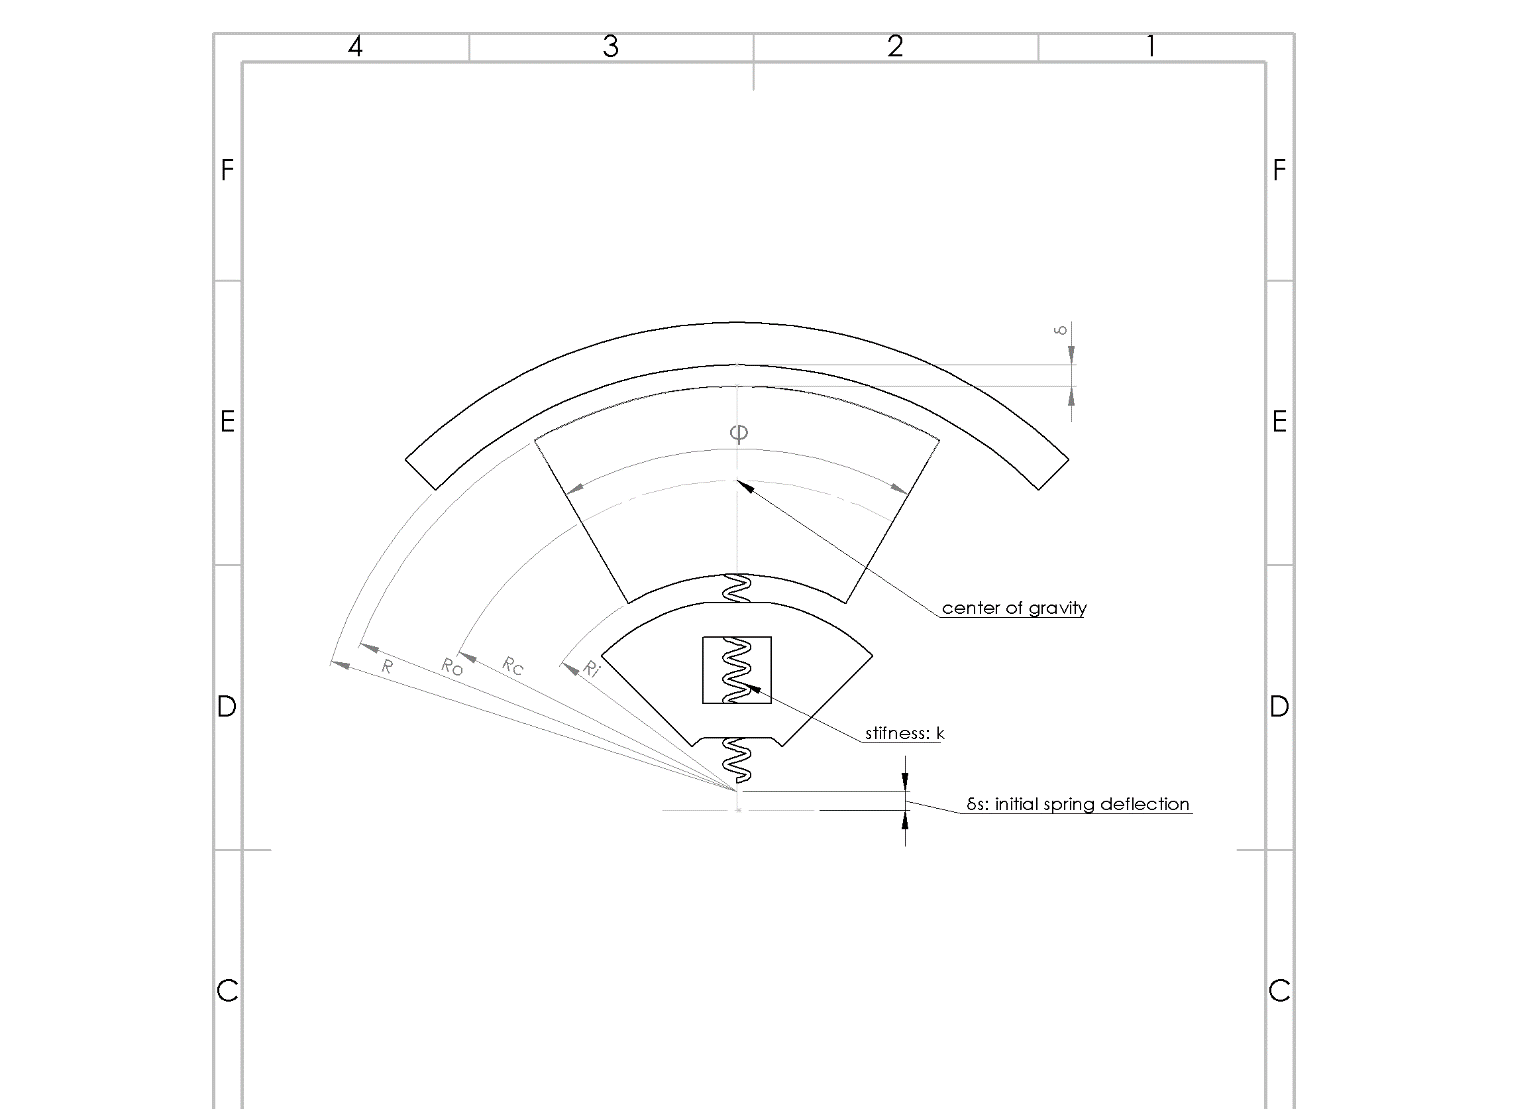 4 3 2 1
F F
δ
E E
φ
center of gravity
R Ro Rc Ri
D D
stifness: k
δs: initial spring deflection
C C